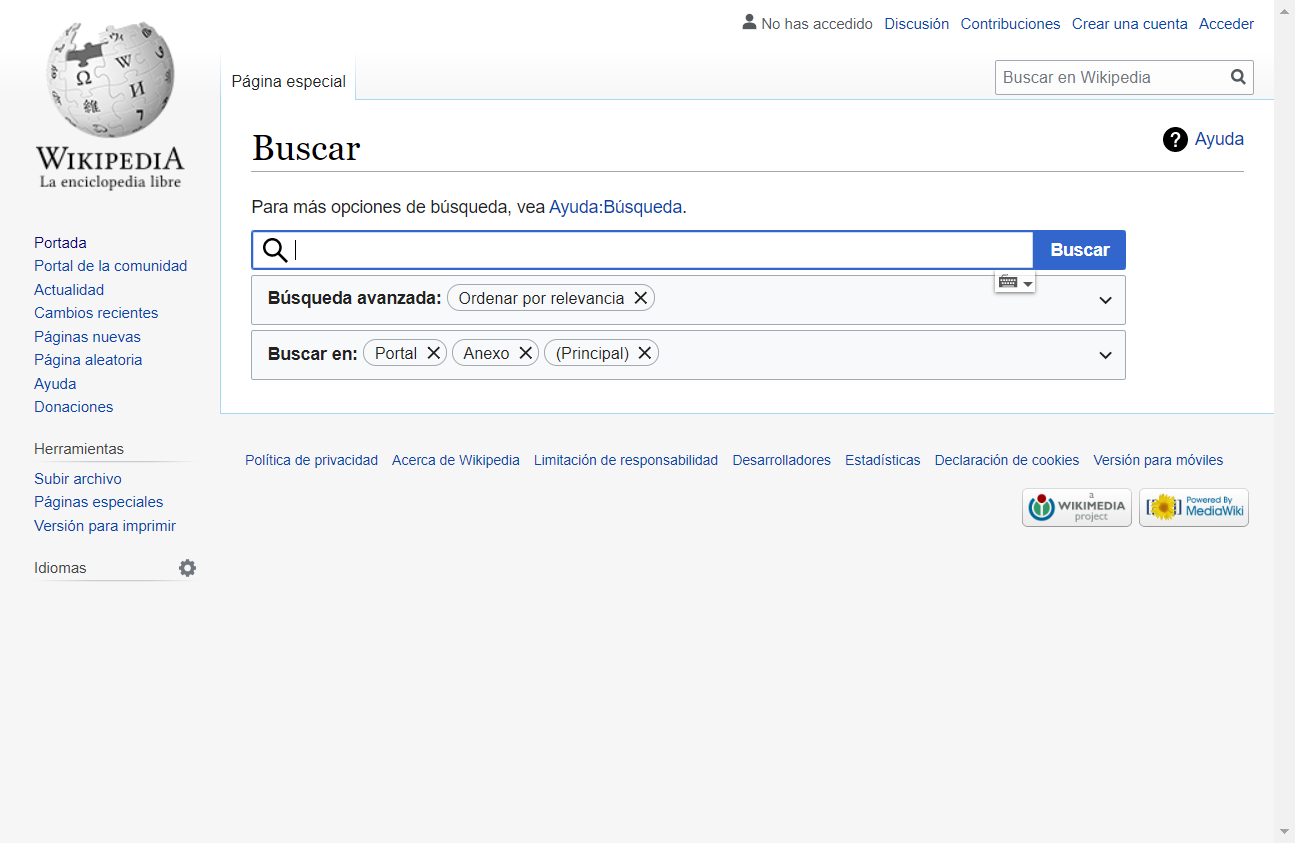 No has accedido Discusión Contribuciones Crear una cuenta Acceder
Página especial
Buscar en Wikipedia
WIKIPEDIA
La enciclopedia libre
Buscar
Ayuda
Para más opciones de búsqueda, vea Ayuda:Búsqueda.
Buscar
Búsqueda avanzada: Ordenar por relevancia
Buscar en: Portal Anexo (Principal)
Portada
Portal de la comunidad
Actualidad
Cambios recientes
Páginas nuevas
Página aleatoria
Ayuda
Donaciones
Herramientas
Subir archivo
Páginas especiales
Versión para imprimir
Idiomas
Política de privacidad Acerca de Wikipedia Limitación de responsabilidad Desarrolladores Estadísticas Declaración de cookies Versión para móviles
a
WIKIMEDIA
project
Powered By
MediaWiki